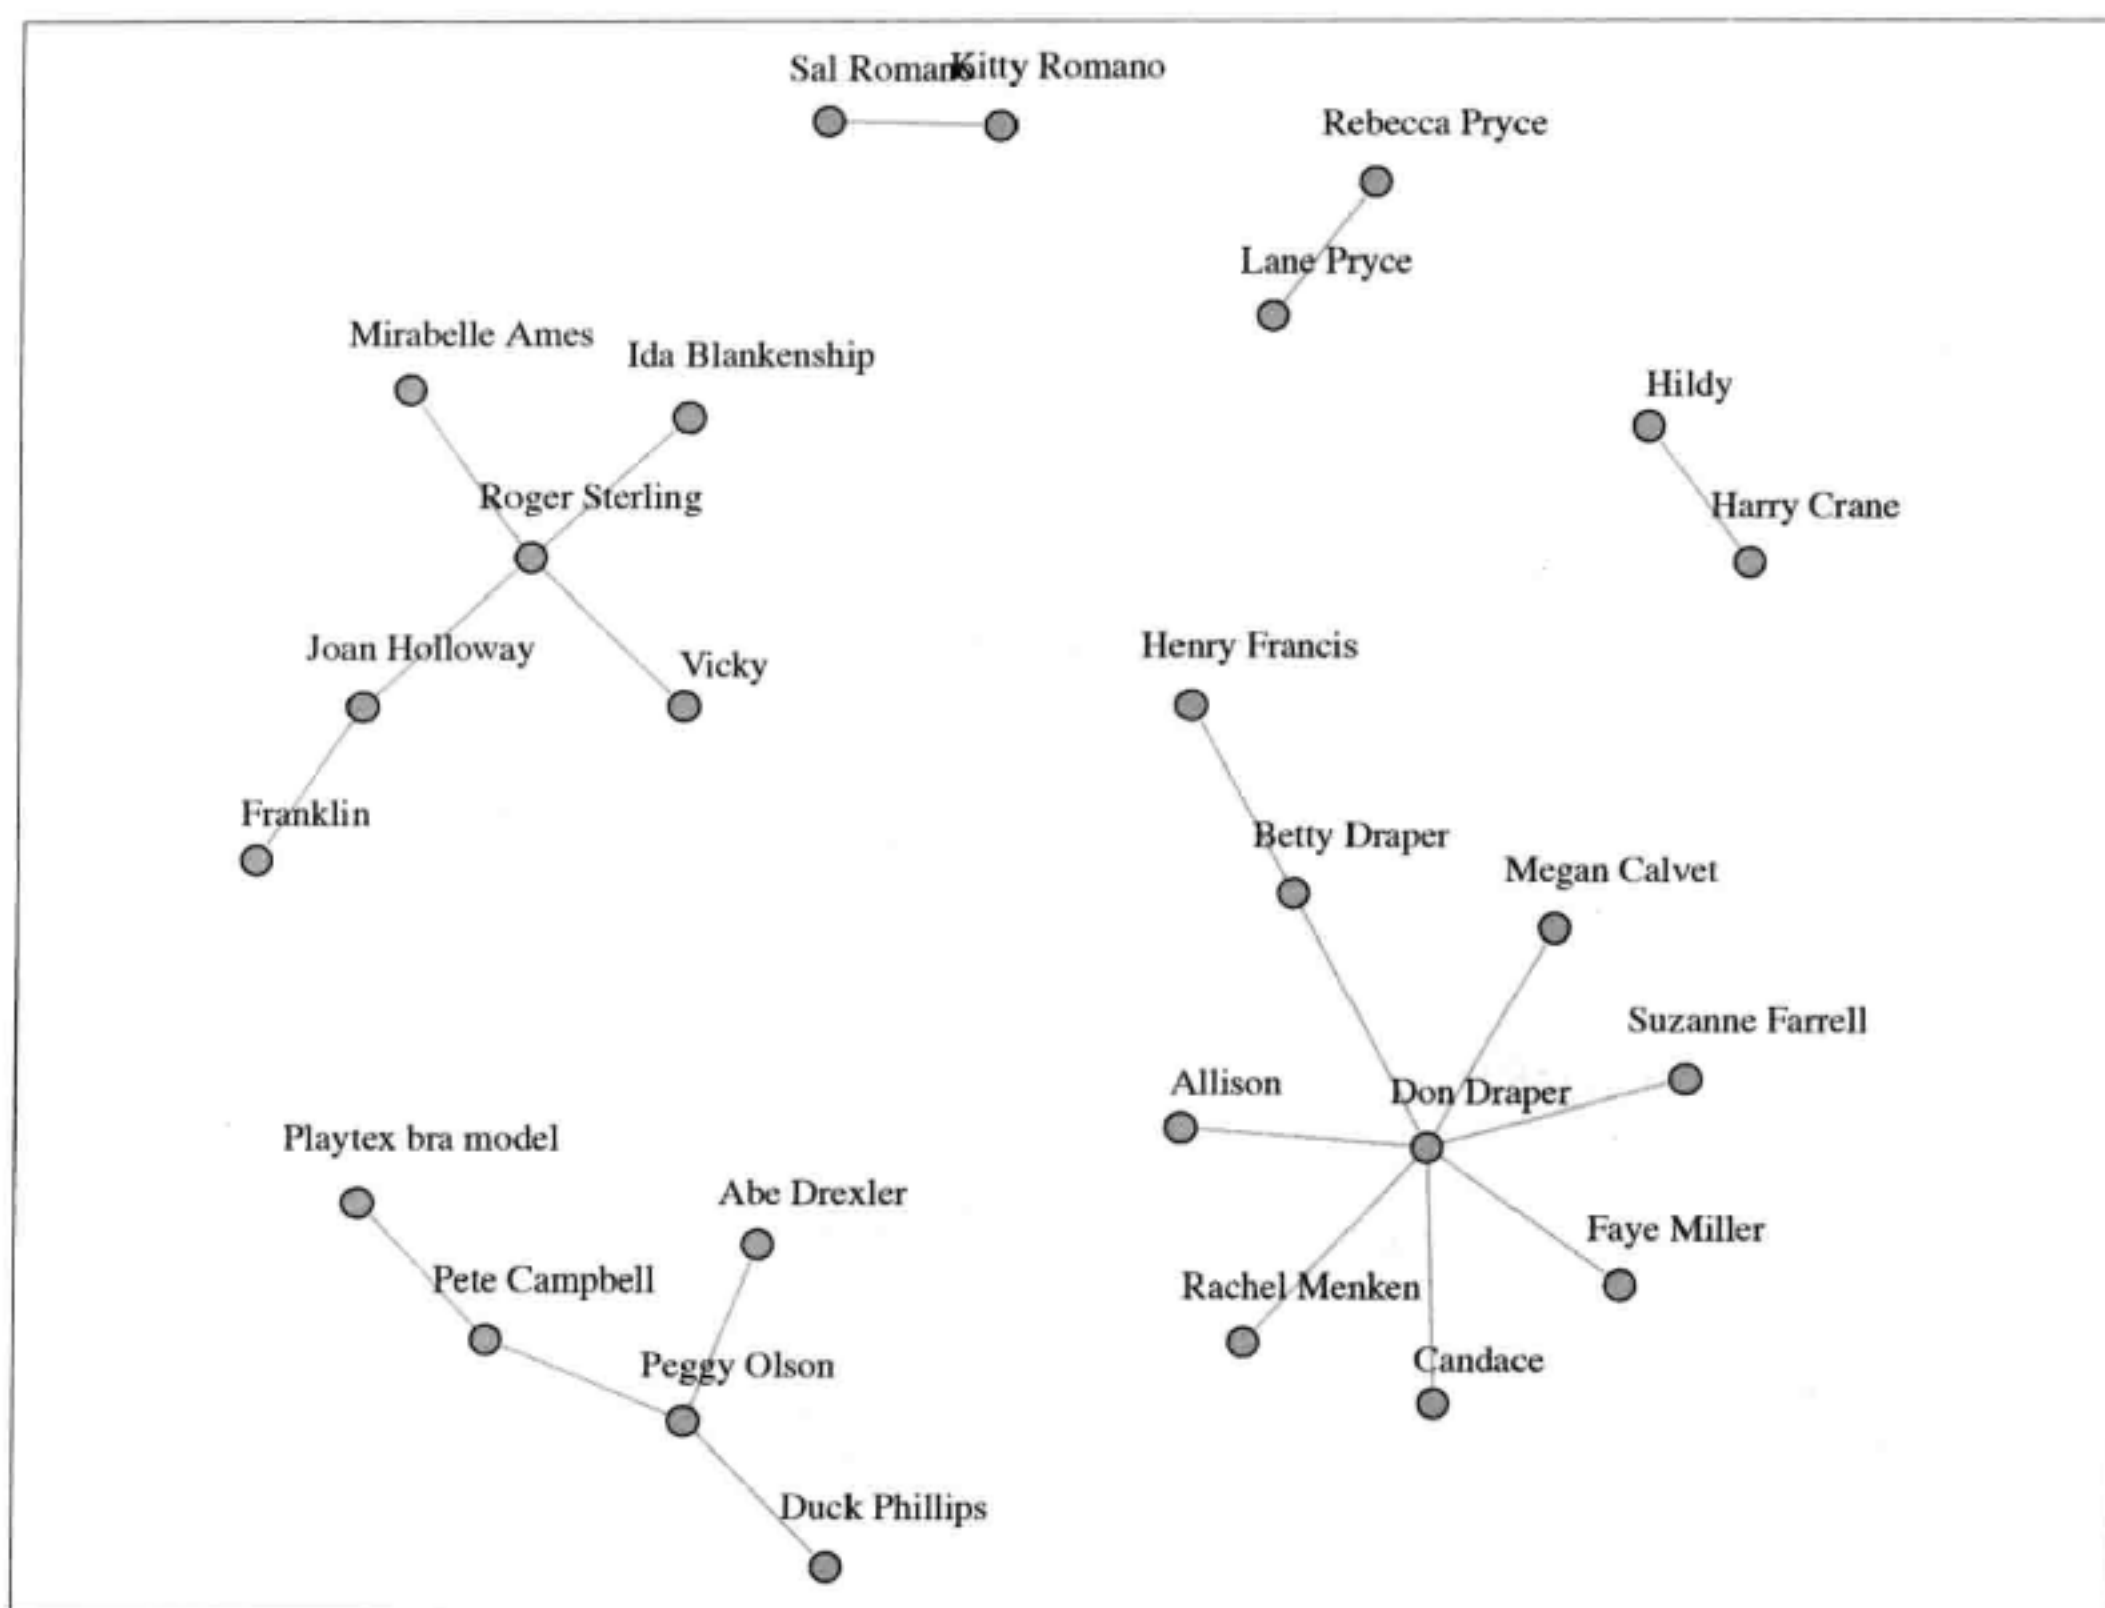 Sal Romano
Kitty Romano
Rebecca Pryce
Lane Pryce
Mirabelle Ames
Ida Blankenship
Hildy
Roger Sterling
Harry Crane
Joan Holloway
Vicky
Henry Francis
Franklin
Betty Draper
Megan Calvet
Suzanne Farrell
Allison
Don Draper
Playtex bra model
Abe Drexler
Faye Miller
Pete Campbell
Rachel Menken
Peggy Olson
Candace
Duck Phillips